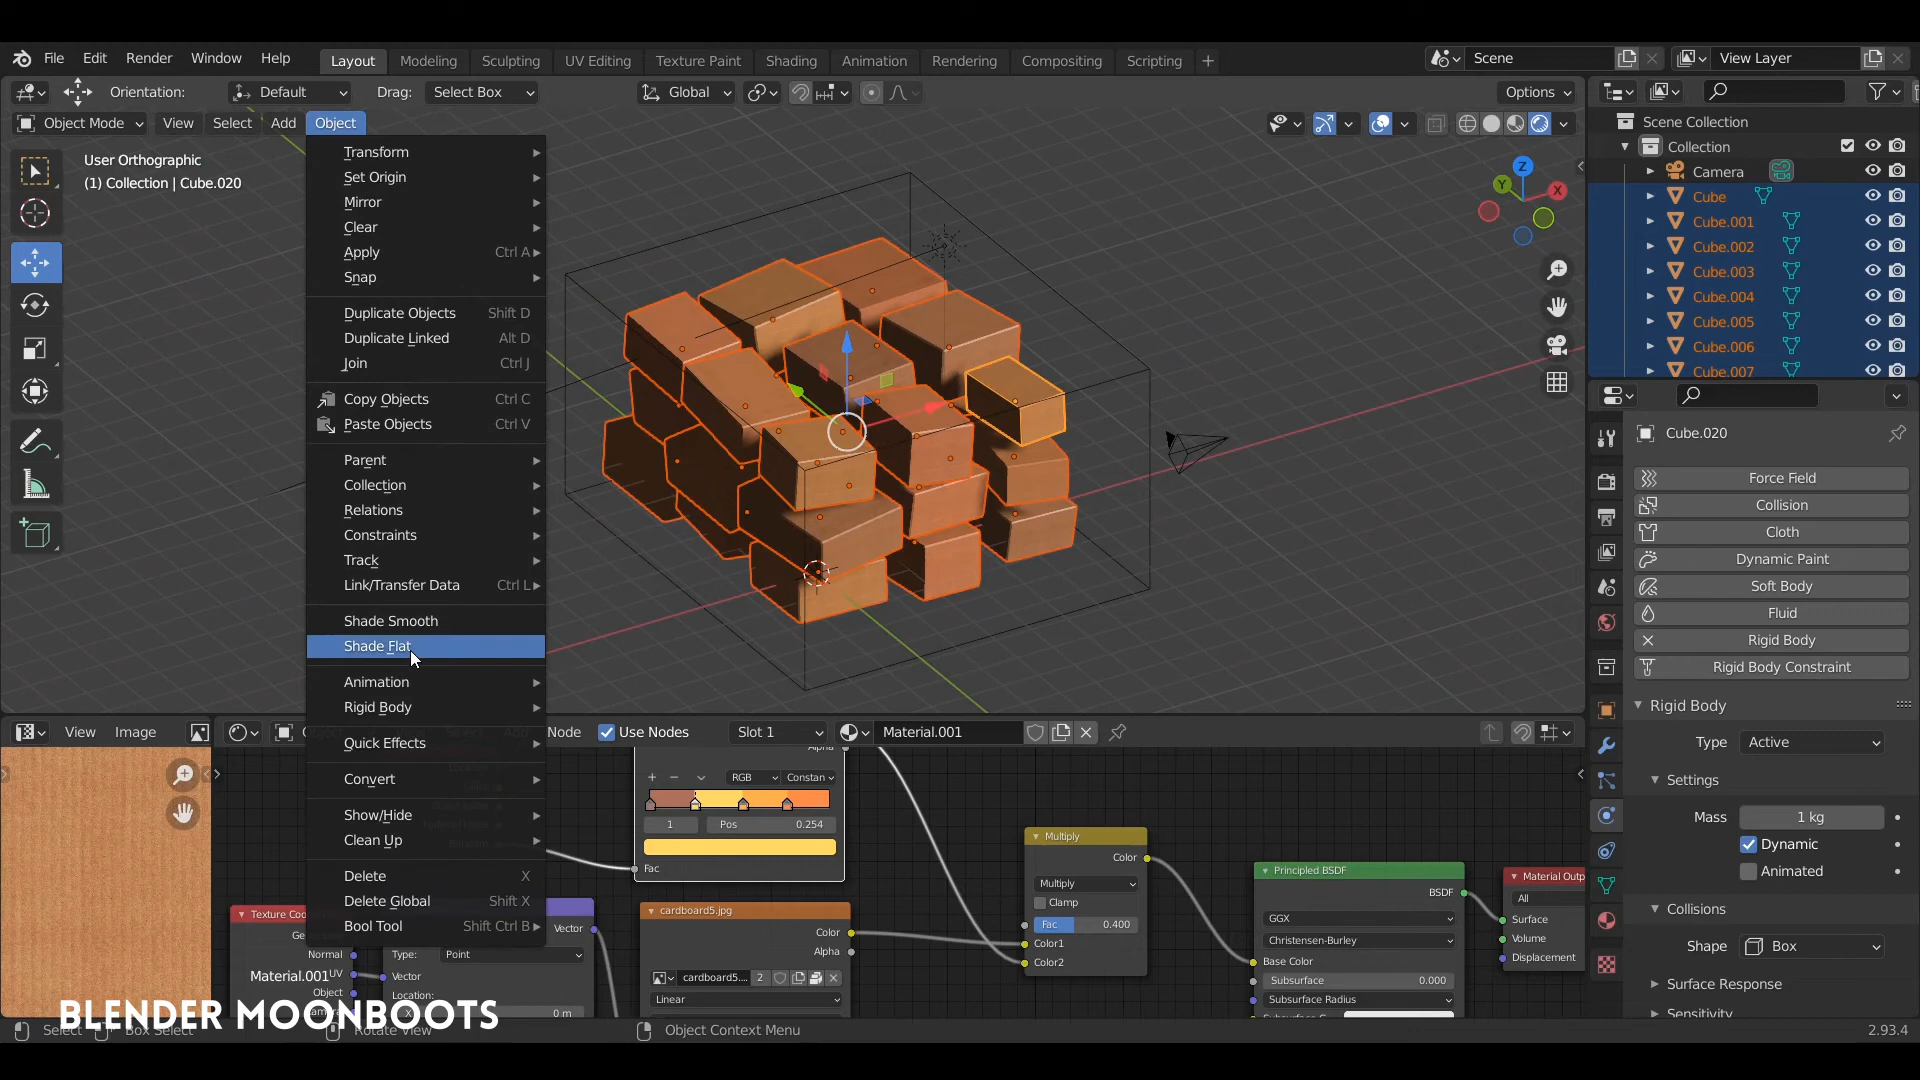 File Edit Render Window Help Layout Modeling Sculpting UV Editing Texture Paint Shading Animation Rendering Compositing Scripting + Scene View Layer
Orientation: Default Drag: Select Box Global Options
Object Mode View Select Add Object
User Orthographic
(1) Collection | Cube.020
Transform
Set Origin
Mirror
Clear
Apply Ctrl A
Snap
Duplicate Objects Shift D
Duplicate Linked Alt D
Join Ctrl J
Copy Objects Ctrl C
Paste Objects Ctrl V
Parent
Collection
Relations
Constraints
Track
Link/Transfer Data Ctrl L
Shade Smooth
Shade Flat
Animation
Rigid Body
Quick Effects
Convert
Show/Hide
Clean Up
Delete X
Delete Global Shift X
Bool Tool Shift Ctrl B
Z
Y
X
Scene Collection
Collection
Camera
Cube
Cube.001
Cube.002
Cube.003
Cube.004
Cube.005
Cube.006
Cube.007
Cube.020
Force Field
Collision
Cloth
Dynamic Paint
Soft Body
Fluid
Rigid Body
Rigid Body Constraint
Rigid Body
Type Active
Settings
Mass 1 kg
Dynamic
Animated
Collisions
Shape Box
Surface Response
Sensitivity
View Image
Node Use Nodes Slot 1 Material.001
Alpha
RGB Constan
1 Pos 0.254
Fac
Texture Coo
Normal
UV
Object
Material.001
Vector
Type: Point
Vector
Location:
X 0 m
cardboard5.jpg
Color
Alpha
cardboard5.... 2
Linear
Multiply
Color
Multiply
Clamp
Fac 0.400
Color1
Color2
Principled BSDF
BSDF
GGX
Christensen-Burley
Base Color
Subsurface 0.000
Subsurface Radius
Material Outp
All
Surface
Volume
Displacement
BLENDER MOONBOOTS
Select Box Select Rotate View Object Context Menu 2.93.4